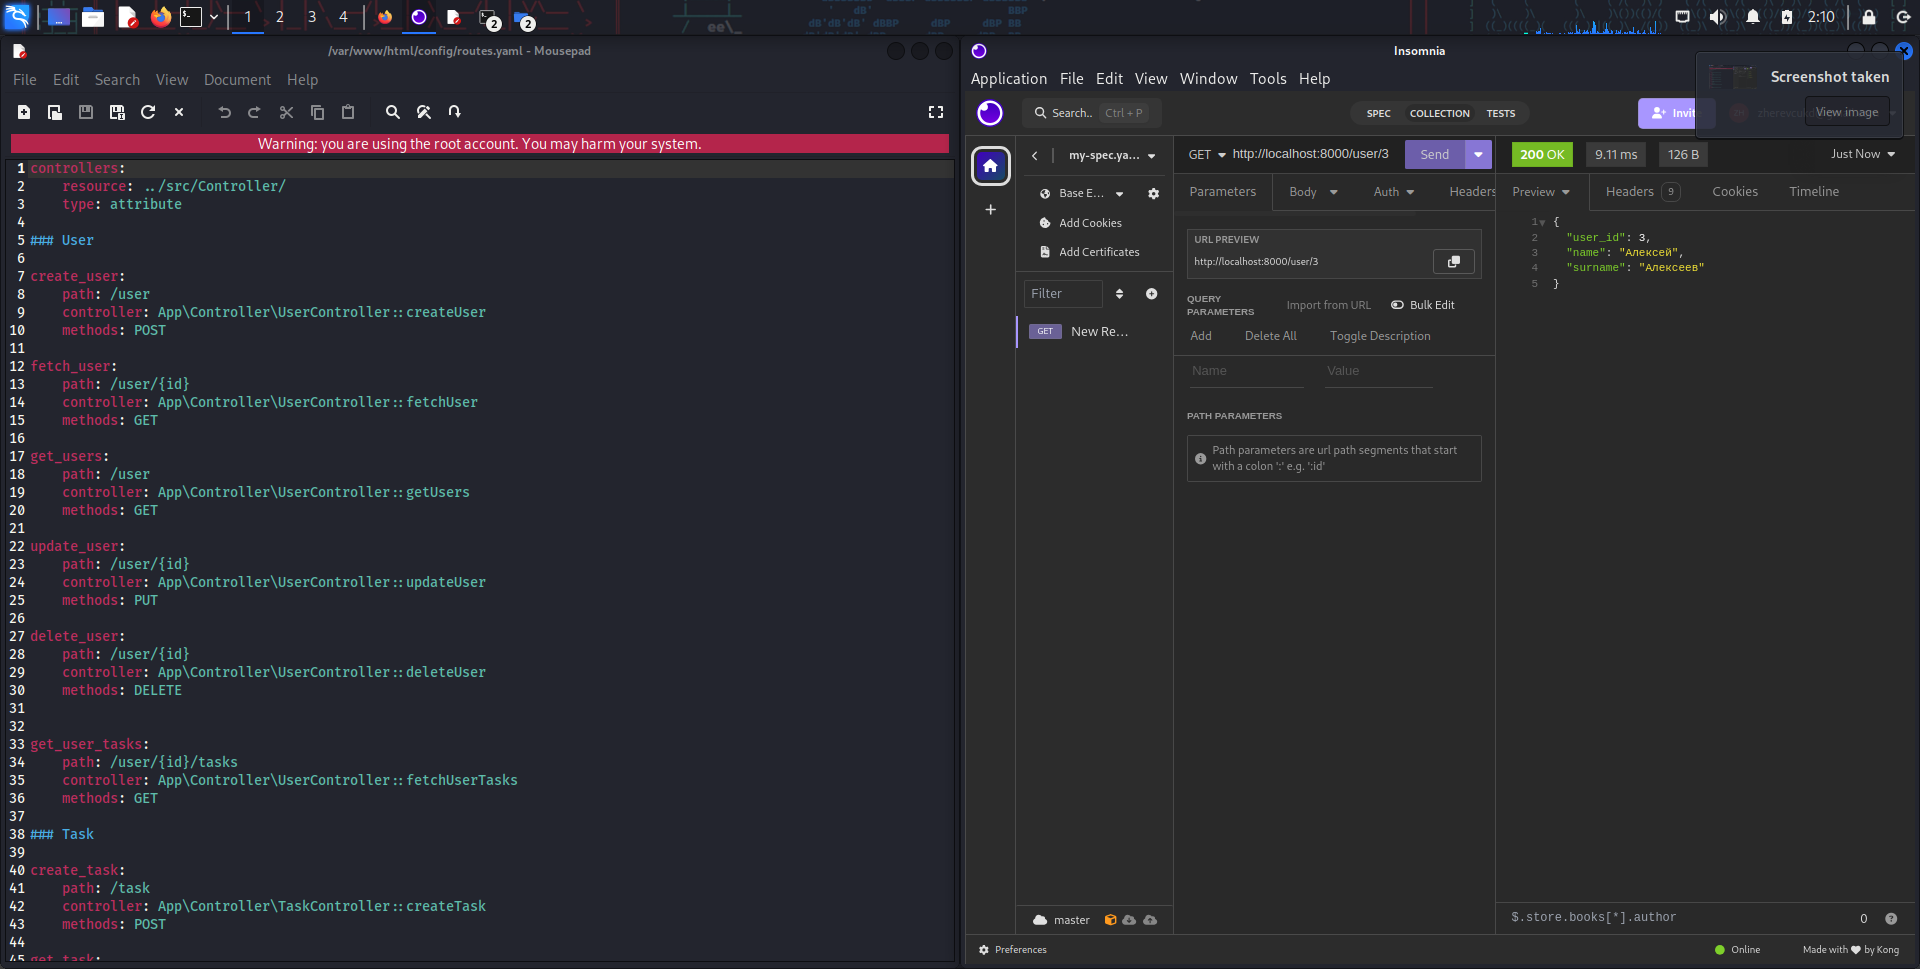 1
2
3
4
2
2
2:10
/var/www/html/config/routes.yaml - Mousepad
File Edit Search View Document Help
Warning: you are using the root account. You may harm your system.
1 controllers:
2 resource: ../src/Controller/
3 type: attribute
4
5 ### User
6
7 create_user:
8 path: /user
9 controller: App\Controller\UserController::createUser
10 methods: POST
11
12 fetch_user:
13 path: /user/{id}
14 controller: App\Controller\UserController::fetchUser
15 methods: GET
16
17 get_users:
18 path: /user
19 controller: App\Controller\UserController::getUsers
20 methods: GET
21
22 update_user:
23 path: /user/{id}
24 controller: App\Controller\UserController::updateUser
25 methods: PUT
26
27 delete_user:
28 path: /user/{id}
29 controller: App\Controller\UserController::deleteUser
30 methods: DELETE
31
32
33 get_user_tasks:
34 path: /user/{id}/tasks
35 controller: App\Controller\UserController::fetchUserTasks
36 methods: GET
37
38 ### Task
39
40 create_task:
41 path: /task
42 controller: App\Controller\TaskController::createTask
43 methods: POST
44
45 get_task:
Insomnia
Application File Edit View Window Tools Help
Screenshot taken
View image
Search.. Ctrl + P
SPEC COLLECTION TESTS
Invit
my-spec.ya...
Base E...
Add Cookies
Add Certificates
Filter
GET New Re...
master
GET http://localhost:8000/user/3 Send
Parameters Body Auth Headers
URL PREVIEW
http://localhost:8000/user/3
QUERY PARAMETERS
Import from URL
Bulk Edit
Add Delete All Toggle Description
Name Value
PATH PARAMETERS
Path parameters are url path segments that start
with a colon ':' e.g. ':id'
200 OK 9.11 ms 126 B Just Now
Preview Headers 9 Cookies Timeline
1 {
2 "user_id": 3,
3 "name": "Алексей",
4 "surname": "Алексеев"
5 }
$.store.books[*].author 0
Preferences
Online
Made with ♥ by Kong